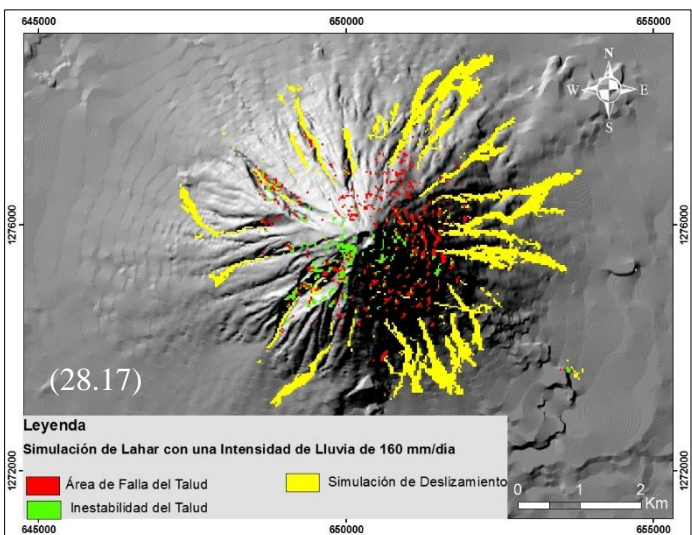 645000 650000 655000
N
W E
S
1276000 1276000
(28.17)
Leyenda
Simulación de Lahar con una Intensidad de Lluvia de 160 mm/día
Área de Falla del Talud
Simulación de Deslizamiento
Inestabilidad del Talud
1272000 1272000
0 1 2
Km
645000 650000 655000